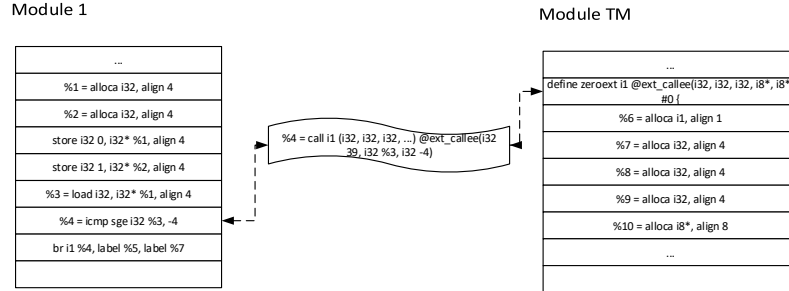 Module 1
...
%1 = alloca i32, align 4
%2 = alloca i32, align 4
store i32 0, i32* %1, align 4
store i32 1, i32* %2, align 4
%3 = load i32, i32* %1, align 4
%4 = icmp sge i32 %3, -4
br i1 %4, label %5, label %7
%4 = call i1 (i32, i32, i32, ...) @ext_callee(i32
39, i32 %3, i32 -4)
Module TM
...
define zeroext i1 @ext_callee(i32, i32, i32, i8*, i8*
#0 {
%6 = alloca i1, align 1
%7 = alloca i32, align 4
%8 = alloca i32, align 4
%9 = alloca i32, align 4
%10 = alloca i8*, align 8
...